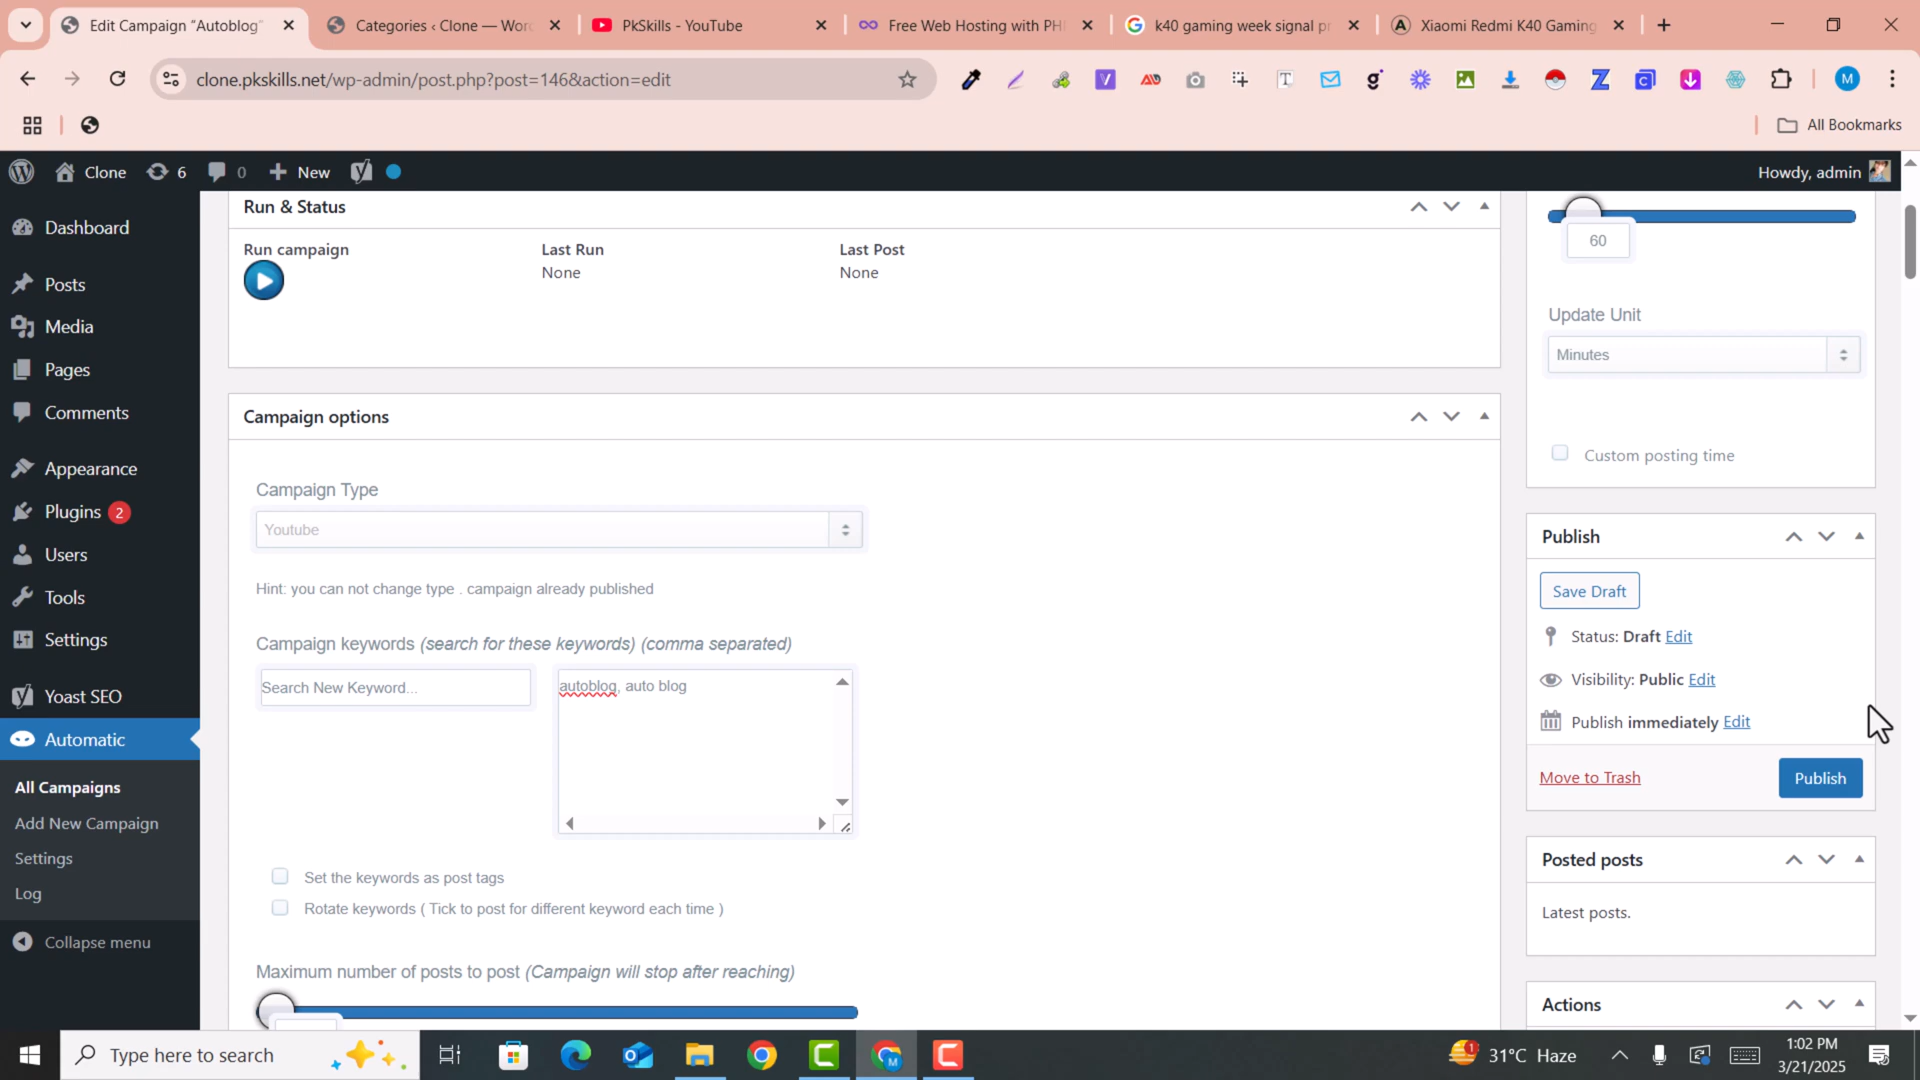 Edit Campaign “Autoblog”
Categories ‹ Clone — Wor
PkSkills - YouTube
Free Web Hosting with PH
k40 gaming week signal pr
Xiaomi Redmi K40 Gaming
clone.pkskills.net/wp-admin/post.php?post=146&action=edit
All Bookmarks
Clone
6
0
New
Howdy, admin
Dashboard
Posts
Media
Pages
Comments
Appearance
Plugins 2
Users
Tools
Settings
Yoast SEO
Automatic
All Campaigns
Add New Campaign
Settings
Log
Collapse menu
Run & Status
Run campaign
Last Run
None
Last Post
None
Campaign options
Campaign Type
Youtube
Hint: you can not change type . campaign already published
Campaign keywords (search for these keywords) (comma separated)
Search New Keyword...
autoblog, auto blog
Set the keywords as post tags
Rotate keywords ( Tick to post for different keyword each time )
Maximum number of posts to post (Campaign will stop after reaching)
60
Update Unit
Minutes
Custom posting time
Publish
Save Draft
Status: Draft Edit
Visibility: Public Edit
Publish immediately Edit
Move to Trash
Publish
Posted posts
Latest posts.
Actions
Type here to search
31°C Haze
1:02 PM
3/21/2025